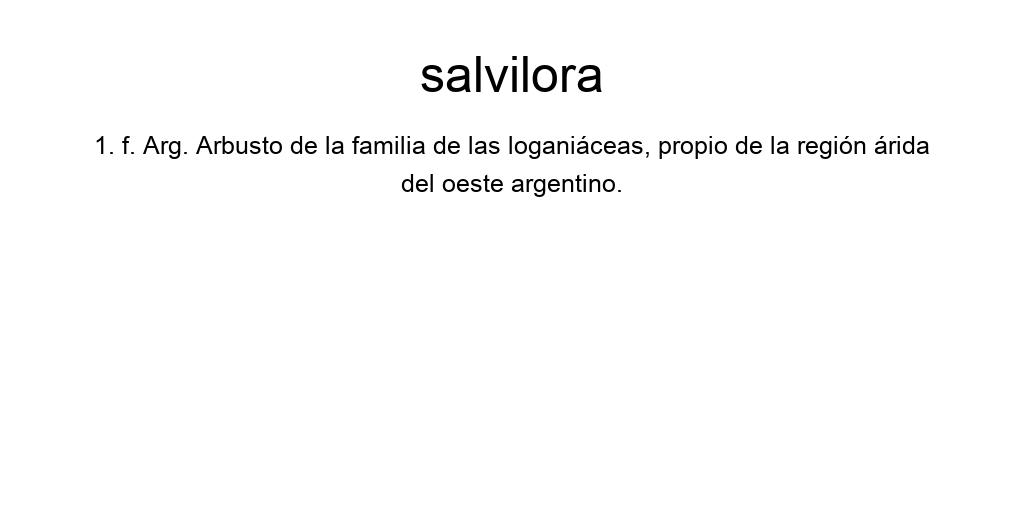 salvilora
1. f. Arg. Arbusto de la familia de las loganiáceas, propio de la región árida
del oeste argentino.